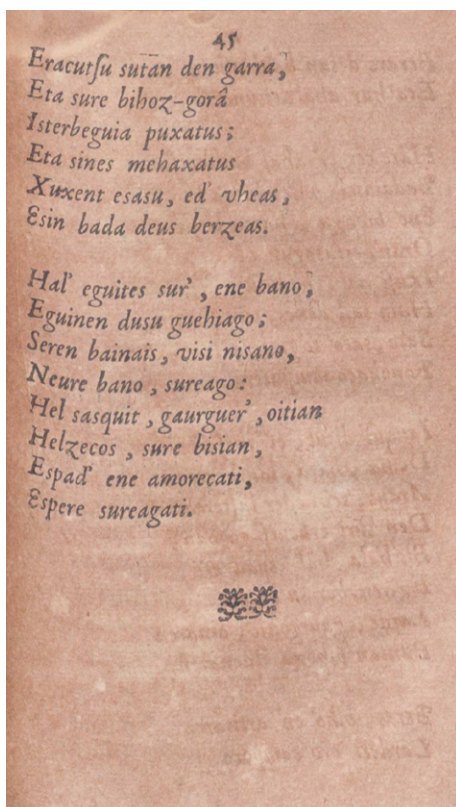 45
Eracutſu sutān den garra,
Eta sure bihoz-gorâ
Isterbeguia puxatus;
Eta sines mehaxatus
Xuxent esasu, ed' vheas,
Esin bada deus berzeas.
Hal' eguites sur', ene bano,
Eguinen dusu guehiago;
Seren bainais, visi nisano,
Neure bano, sureago:
Hel sasquit, gaurguer', oitian
Helzecos, sure bisian,
Espad' ene amorecati,
Espere sureagati.